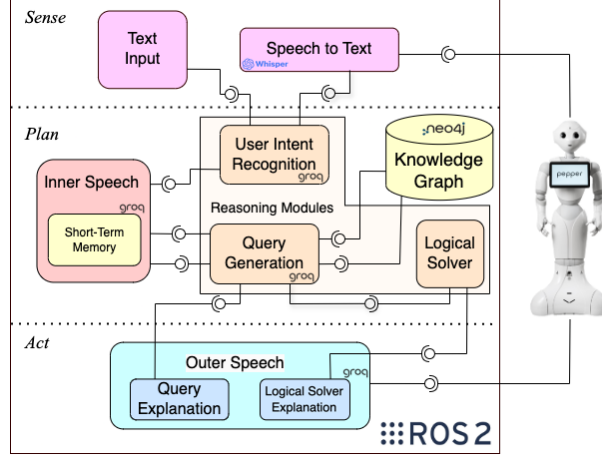 Sense
Text
Input
Speech to Text
Whisper
Plan
User Intent
Recognition
groq
neo4j
Knowledge
Graph
pepper
Inner Speech
groq
Short-Term
Memory
Reasoning Modules
Query
Generation
groq
Logical
Solver
Act
Outer Speech
groq
Query
Explanation
Logical Solver
Explanation
ROS 2